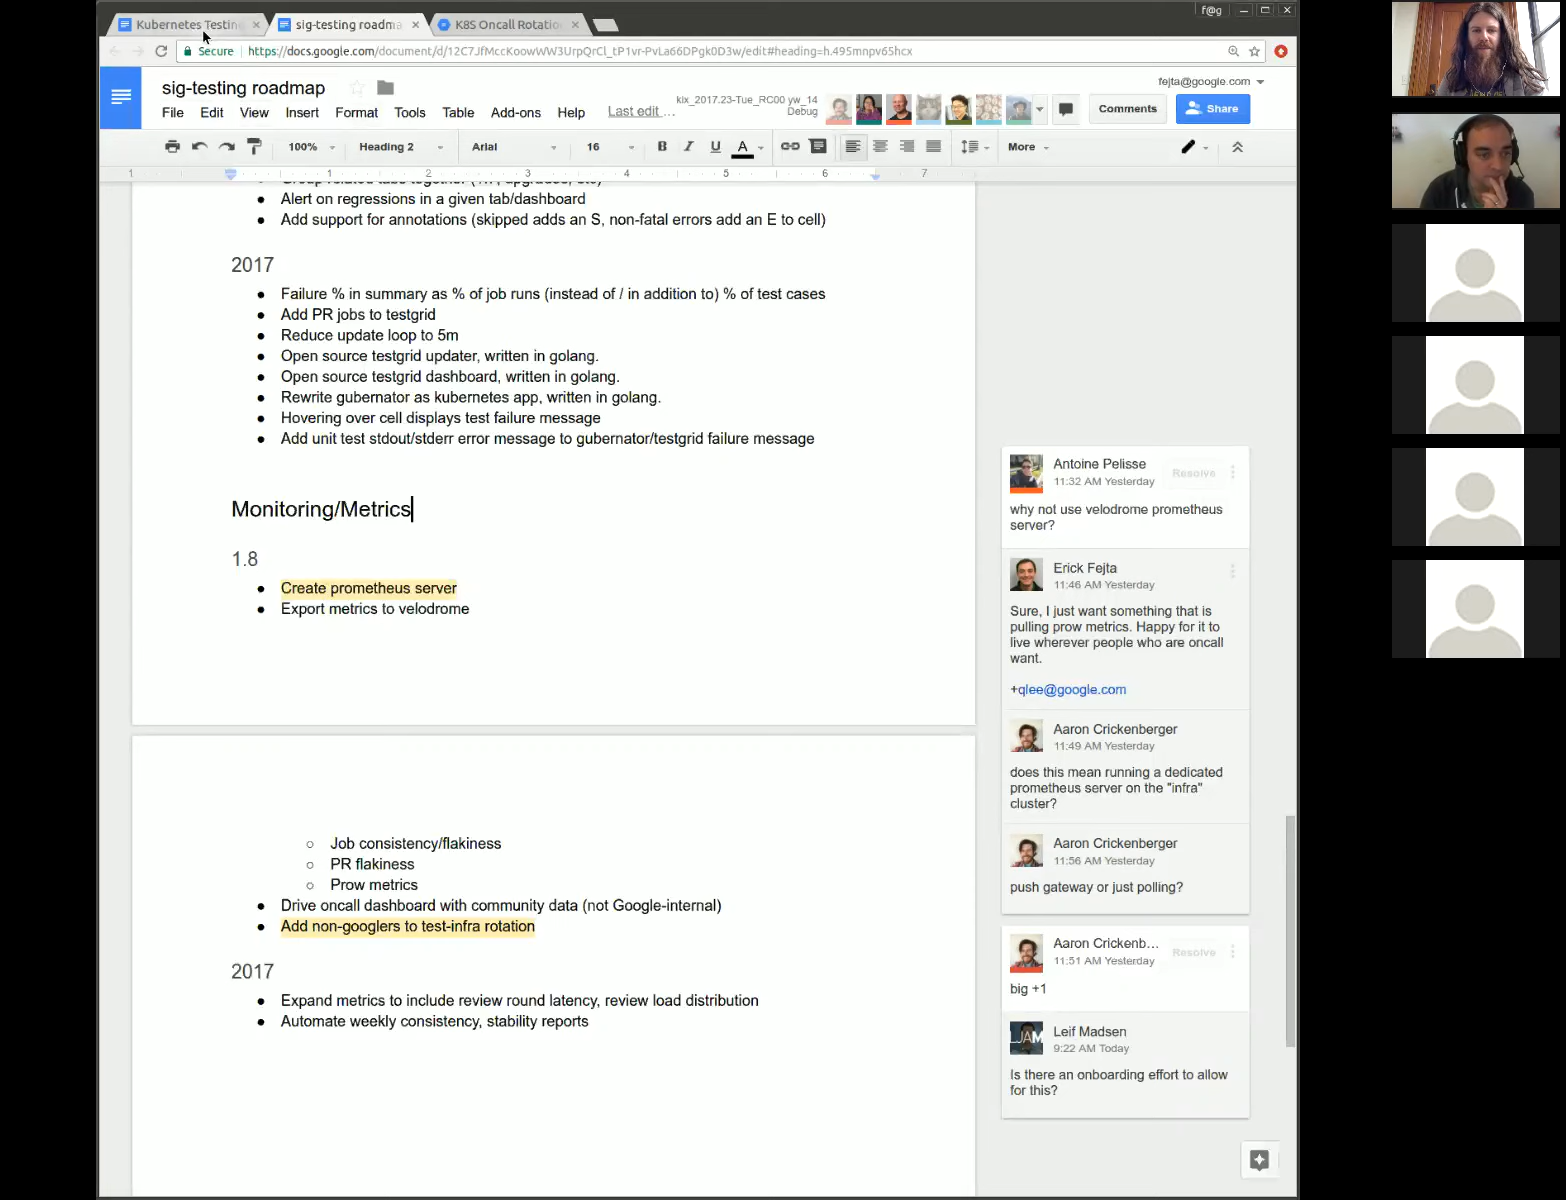 f@g
Kubernetes Testing
sig-testing roadma
K8S Oncall Rotatio
Secure
https://docs.google.com/document/d/12C7JfMccKoowWW3UrpQrCl_tP1vr-PvLa66DPgk0D3w/edit#heading=h.495mnpv65hcx
sig-testing roadmap
fejta@google.com
File Edit View Insert Format Tools Table Add-ons Help Last edit ...
kix_2017.23-Tue_RC00 yw_14
Debug
Comments
Share
100% Heading 2 Arial 16 B I U A More
1 1 2 3 4 5 6 7
Alert on regressions in a given tab/dashboard
Add support for annotations (skipped adds an S, non-fatal errors add an E to cell)
2017
Failure % in summary as % of job runs (instead of / in addition to) % of test cases
Add PR jobs to testgrid
Reduce update loop to 5m
Open source testgrid updater, written in golang.
Open source testgrid dashboard, written in golang.
Rewrite gubernator as kubernetes app, written in golang.
Hovering over cell displays test failure message
Add unit test stdout/stderr error message to gubernator/testgrid failure message
Monitoring/Metrics
1.8
Create prometheus server
Export metrics to velodrome
Job consistency/flakiness
PR flakiness
Prow metrics
Drive oncall dashboard with community data (not Google-internal)
Add non-googlers to test-infra rotation
2017
Expand metrics to include review round latency, review load distribution
Automate weekly consistency, stability reports
Antoine Pelisse
11:32 AM Yesterday
Resolve
why not use velodrome prometheus
server?
Erick Fejta
11:46 AM Yesterday
Sure, I just want something that is
pulling prow metrics. Happy for it to
live wherever people who are oncall
want.
+qlee@google.com
Aaron Crickenberger
11:49 AM Yesterday
does this mean running a dedicated
prometheus server on the "infra"
cluster?
Aaron Crickenberger
11:56 AM Yesterday
push gateway or just polling?
Aaron Crickenb...
11:51 AM Yesterday
Resolve
big +1
Leif Madsen
9:22 AM Today
Is there an onboarding effort to allow
for this?